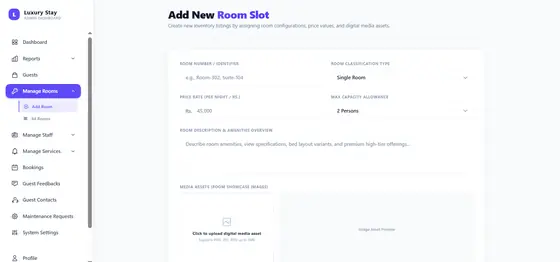 Luxury Stay
Add New Room Slot
Create new inventory listings by assigning room configurations, price values, and digital media assets.
Dashboard
Reports
Guests
Manage Rooms
Add Room
All Rooms
Manage Staff
Manage Services
Bookings
Guest Feedbacks
Guest Contacts
Maintenance Requests
System Settings
Profile
ROOM NUMBER / IDENTIFIER
e.g., Room-302, Suite-104
ROOM CLASSIFICATION TYPE
Single Room
PRICE RATE (PER NIGHT / RS.)
Rs. 45,000
MAX CAPACITY ALLOWANCE
2 Persons
ROOM DESCRIPTION & AMENITIES OVERVIEW
Describe room amenities, view specifications, bed layout variants, and premium high-tier offerings...
MEDIA ASSETS (ROOM SHOWCASE IMAGES)
Click to upload digital media asset
Image Asset Preview